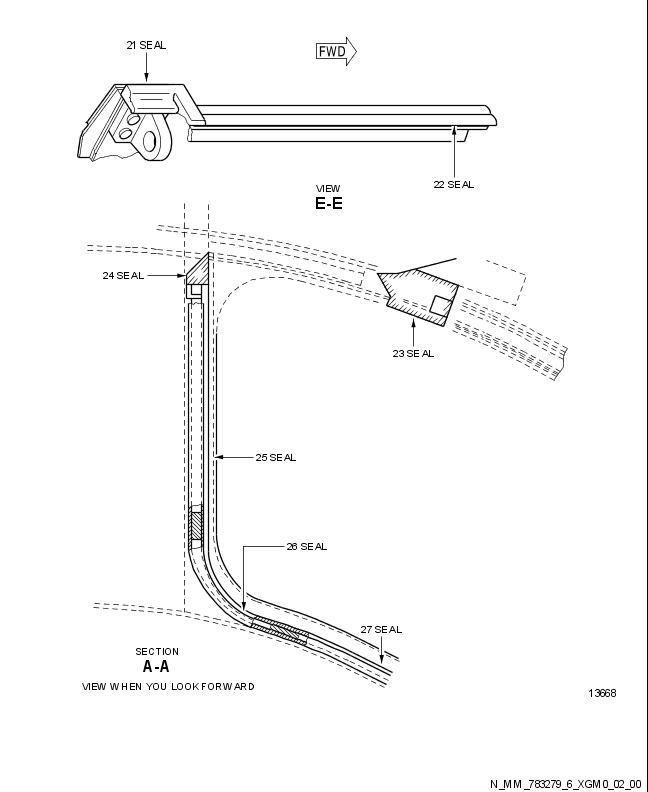 21 SEAL
FWD
22 SEAL
VIEW
E-E
24 SEAL
23 SEAL
25 SEAL
26 SEAL
27 SEAL
SECTION
A-A
VIEW WHEN YOU LOOK FORWARD
13668
N_MM_783279_6_XGM0_02_00